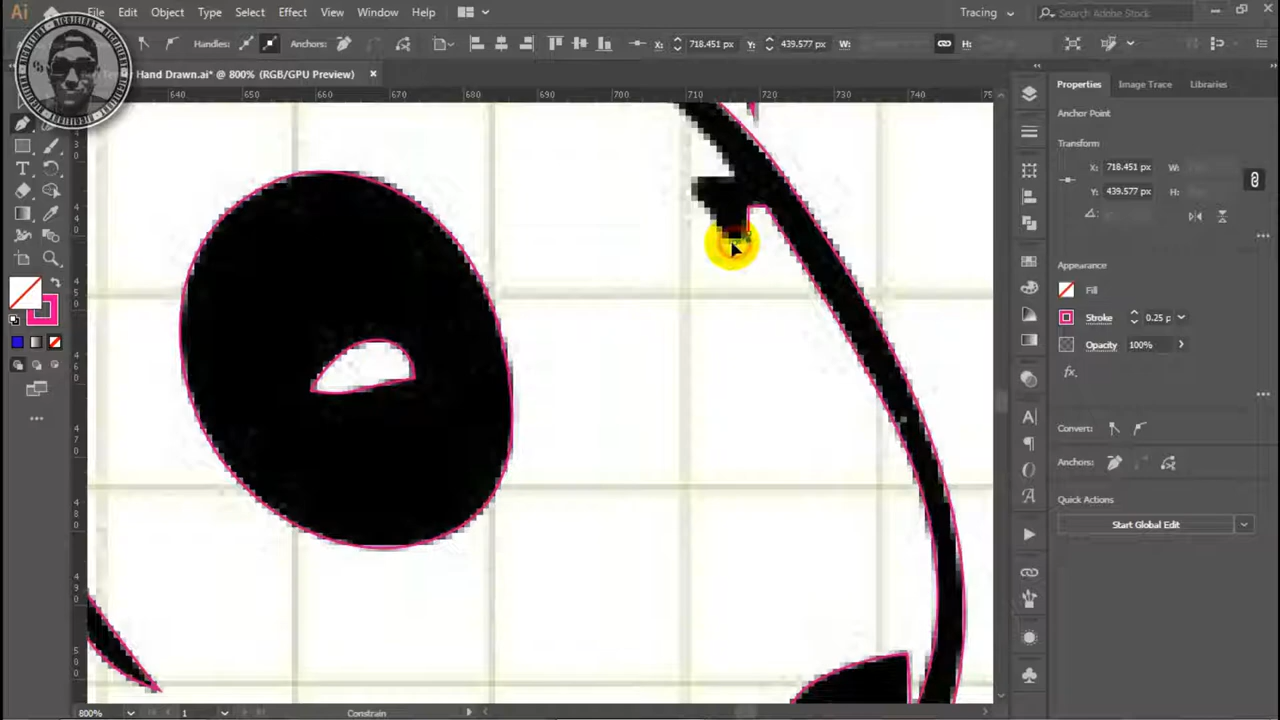 Ai File Edit Object Type Select Effect View Window Help Tracing Search Adobe Stock
Handles: Anchors: X: 718.451 px Y: 439.577 px W: H:
Hand Drawn.ai* @ 800% (RGB/GPU Preview) ×
640 650 660 670 690 700 710 720 730 740 75
Properties Image Trace Libraries
Anchor Point
Transform
X: 718.451 px W:
Y: 439.577 px H:
Appearance
Fill
Stroke 0.25 p
Opacity 100%
fx.
Convert:
Anchors:
Quick Actions
Start Global Edit
800% 1 Constrain